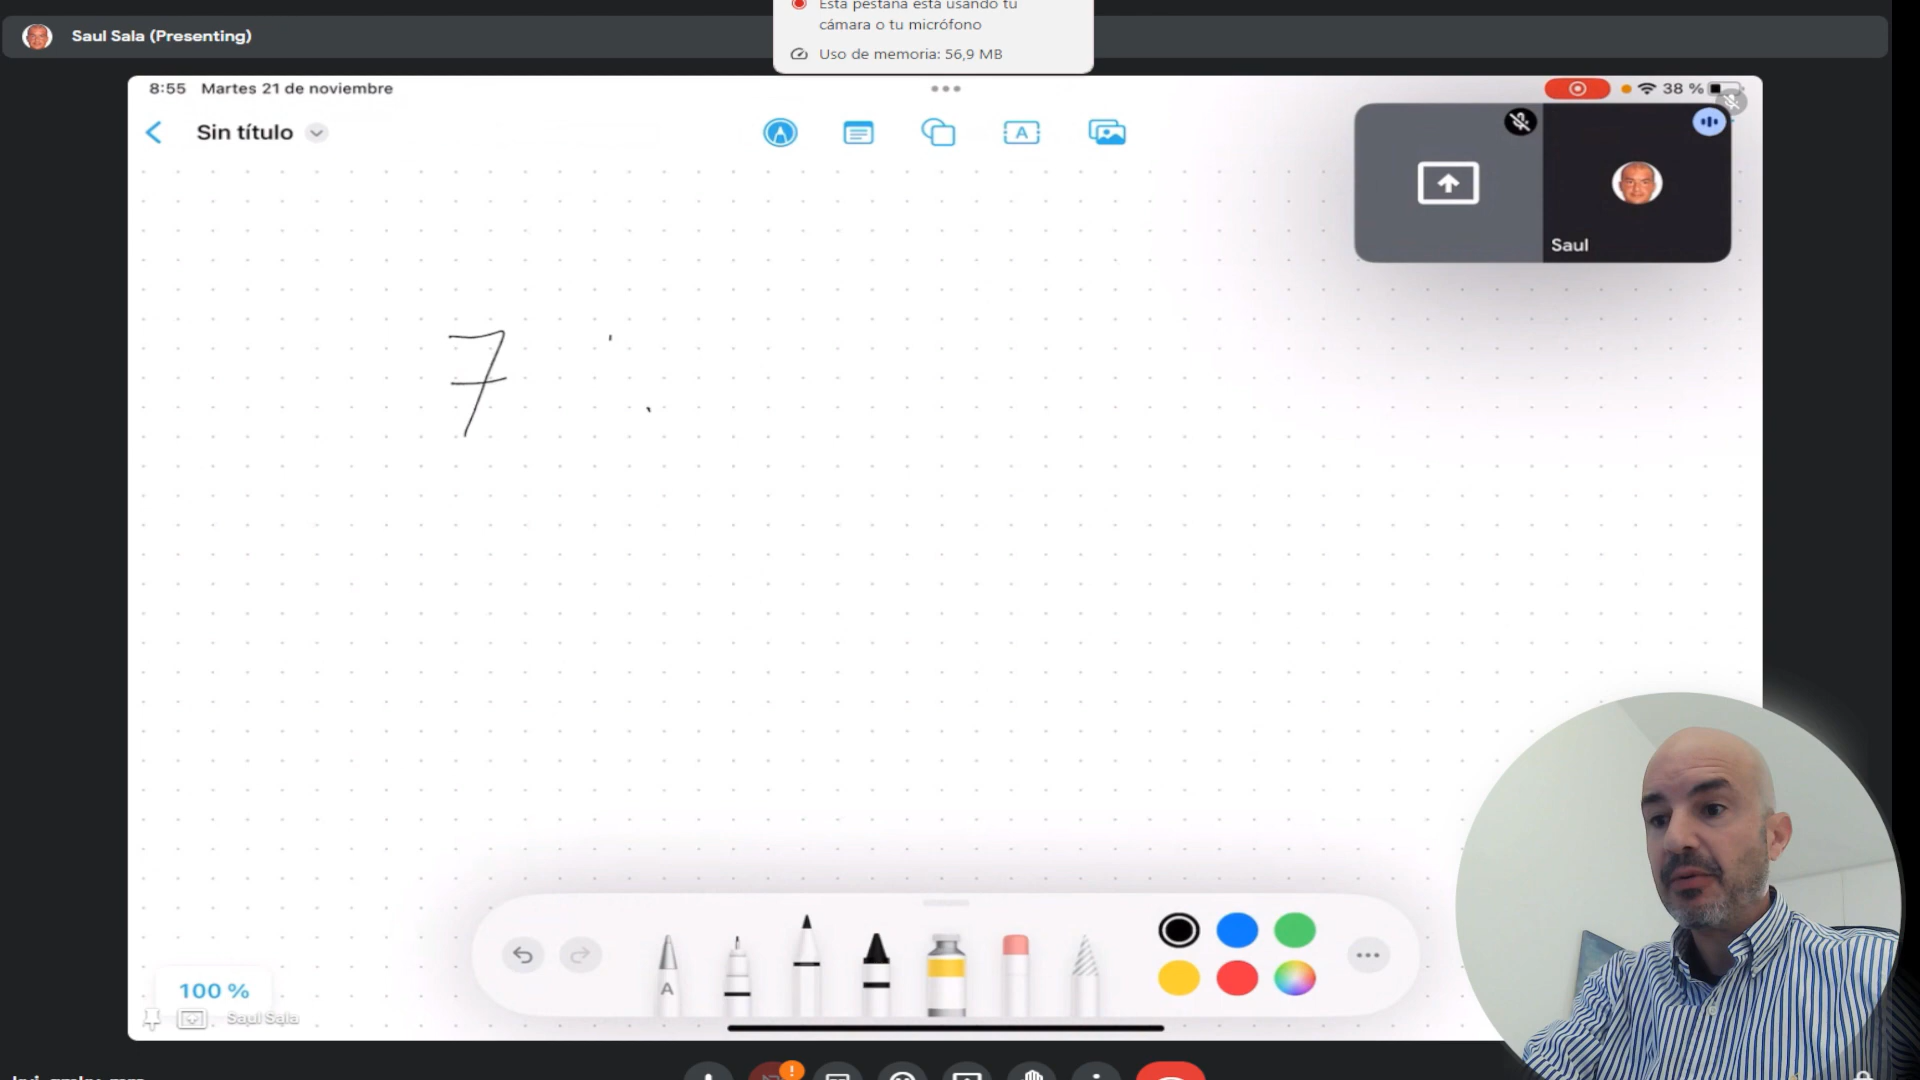 Esta pestaña está usando tu
cámara o tu micrófono
Uso de memoria: 56,9 MB
Saul Sala (Presenting)
8:55 Martes 21 de noviembre
38 %
Sin título
A
Saul
7
A
100 %
Saul Sala